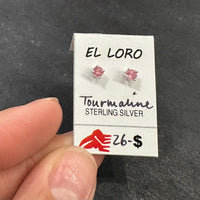 EL LORO
Tourmaline
STERLING SILVER
26-$